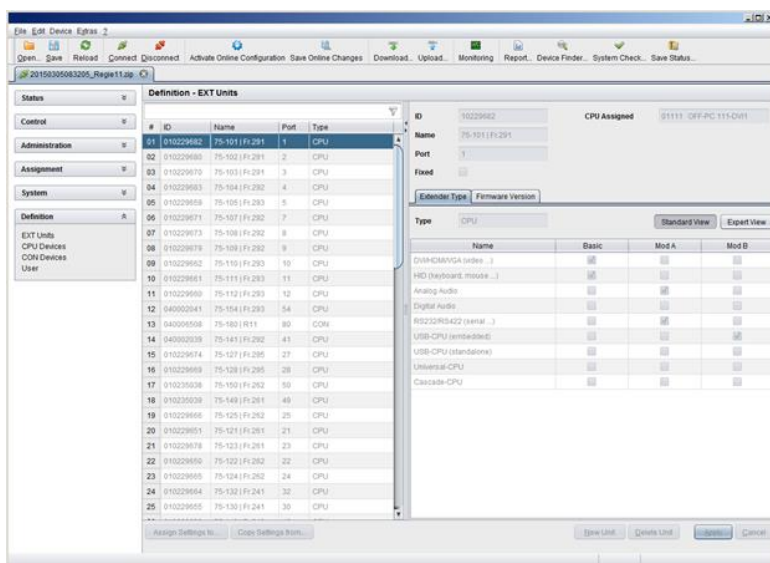 File Edit Device Extras ?
Open... Save Reload Connect Disconnect Activate Online Configuration Save Online Changes Download... Upload... Monitoring Report... Device Finder... System Check... Save Status...
20150305083205_Regie11.zip
Status
Control
Administration
Assignment
System
Definition
EXT Units
CPU Devices
CON Devices
User
Definition - EXT Units
# ID Name Port Type
01 010229682 75-101 | Fr.291 1 CPU
02 010229680 75-102 | Fr.291 2 CPU
03 010229670 75-103 | Fr.291 3 CPU
04 010229683 75-104 | Fr.292 4 CPU
05 010229659 75-105 | Fr.293 5 CPU
06 010229671 75-107 | Fr.292 7 CPU
07 010229673 75-108 | Fr.292 8 CPU
08 010229679 75-109 | Fr.292 9 CPU
09 010229662 75-110 | Fr.293 10 CPU
10 010229661 75-111 | Fr.293 11 CPU
11 010229660 75-112 | Fr.293 12 CPU
12 040002041 75-154 | Fr.293 54 CPU
13 040006508 75-180 | R11 80 CON
14 040002039 75-141 | Fr.292 41 CPU
15 010229674 75-127 | Fr.295 27 CPU
16 010229669 75-128 | Fr.295 28 CPU
17 010235038 75-150 | Fr.262 50 CPU
18 010235039 75-149 | Fr.261 49 CPU
19 010229666 75-125 | Fr.262 25 CPU
20 010229651 75-121 | Fr.261 21 CPU
21 010229678 75-123 | Fr.261 23 CPU
22 010229650 75-122 | Fr.262 22 CPU
23 010229665 75-124 | Fr.262 24 CPU
24 010229664 75-132 | Fr.241 32 CPU
25 010229655 75-130 | Fr.241 30 CPU
Assign Settings to... Copy Settings from...
ID 10229682 CPU Assigned 01111 OFF-PC 111-DVI1
Name 75-101 | Fr.291
Port 1
Fixed
Extender Type Firmware Version
Type CPU Standard View Expert View
Name Basic Mod A Mod B
DVI/HDMI/VGA (video ...)
HID (keyboard, mouse ...)
Analog Audio
Digital Audio
RS232/RS422 (serial ...)
USB-CPU (embedded)
USB-CPU (standalone)
Universal-CPU
Cascade-CPU
New Unit Delete Unit Apply Cancel